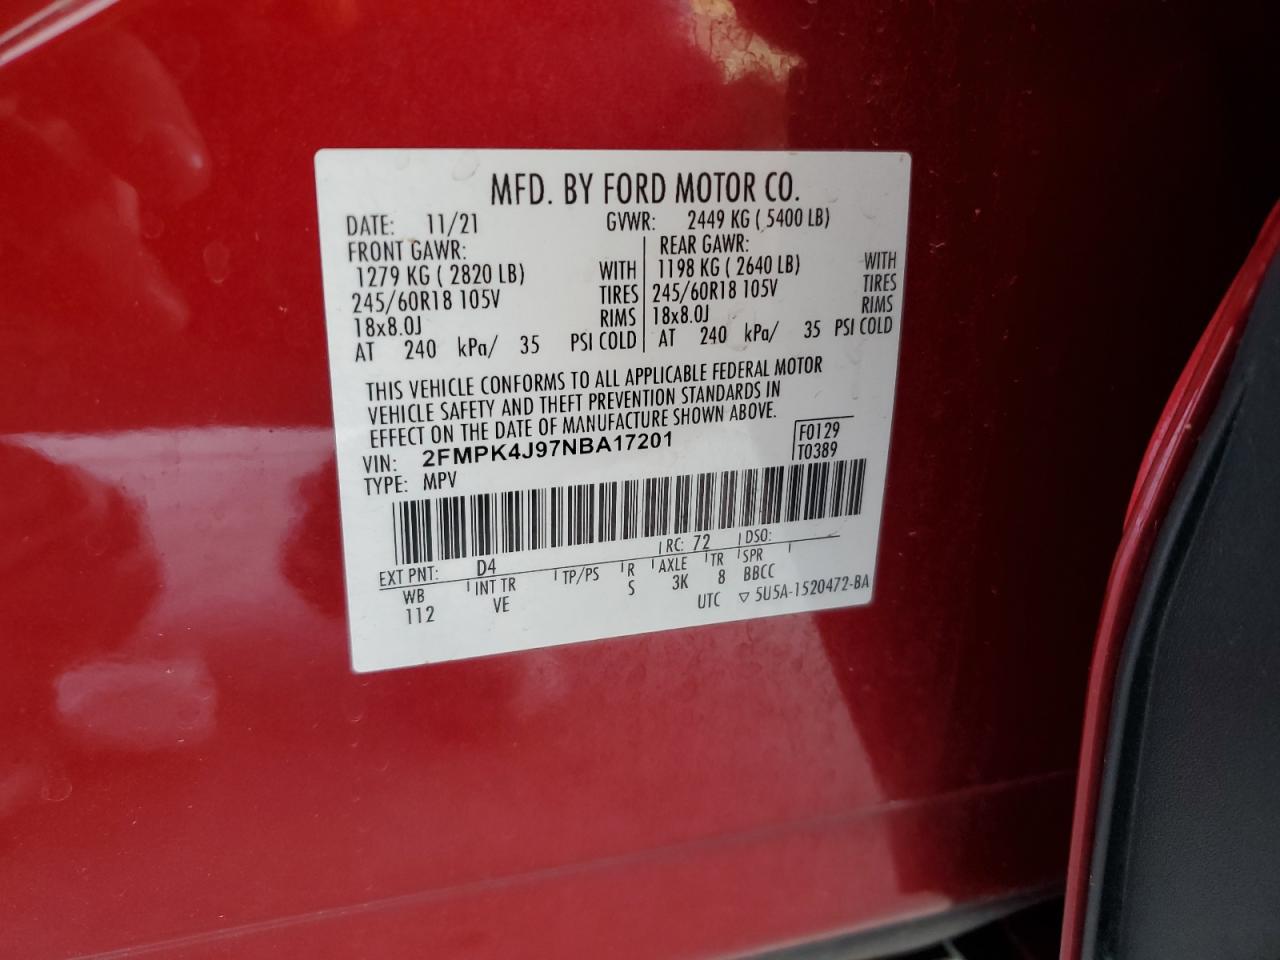 MFD. BY FORD MOTOR CO.
DATE: 11/21 GVWR: 2449 KG ( 5400 LB)
FRONT GAWR: REAR GAWR:
1279 KG ( 2820 LB) WITH 1198 KG ( 2640 LB) WITH
245/60R18 105V TIRES 245/60R18 105V TIRES
18x8.0J RIMS 18x8.0J RIMS
AT 240 kPa/ 35 PSI COLD AT 240 kPa/ 35 PSI COLD
THIS VEHICLE CONFORMS TO ALL APPLICABLE FEDERAL MOTOR
VEHICLE SAFETY AND THEFT PREVENTION STANDARDS IN
EFFECT ON THE DATE OF MANUFACTURE SHOWN ABOVE.
VIN: 2FMPK4J97NBA17201 F0129
TYPE: MPV T0389
EXT PNT: D4 RC: 72 DSO:
WB INT TR TP/PS R AXLE TR SPR
112 VE S 3K 8 BBCC
UTC ▽ 5U5A-1520472-BA